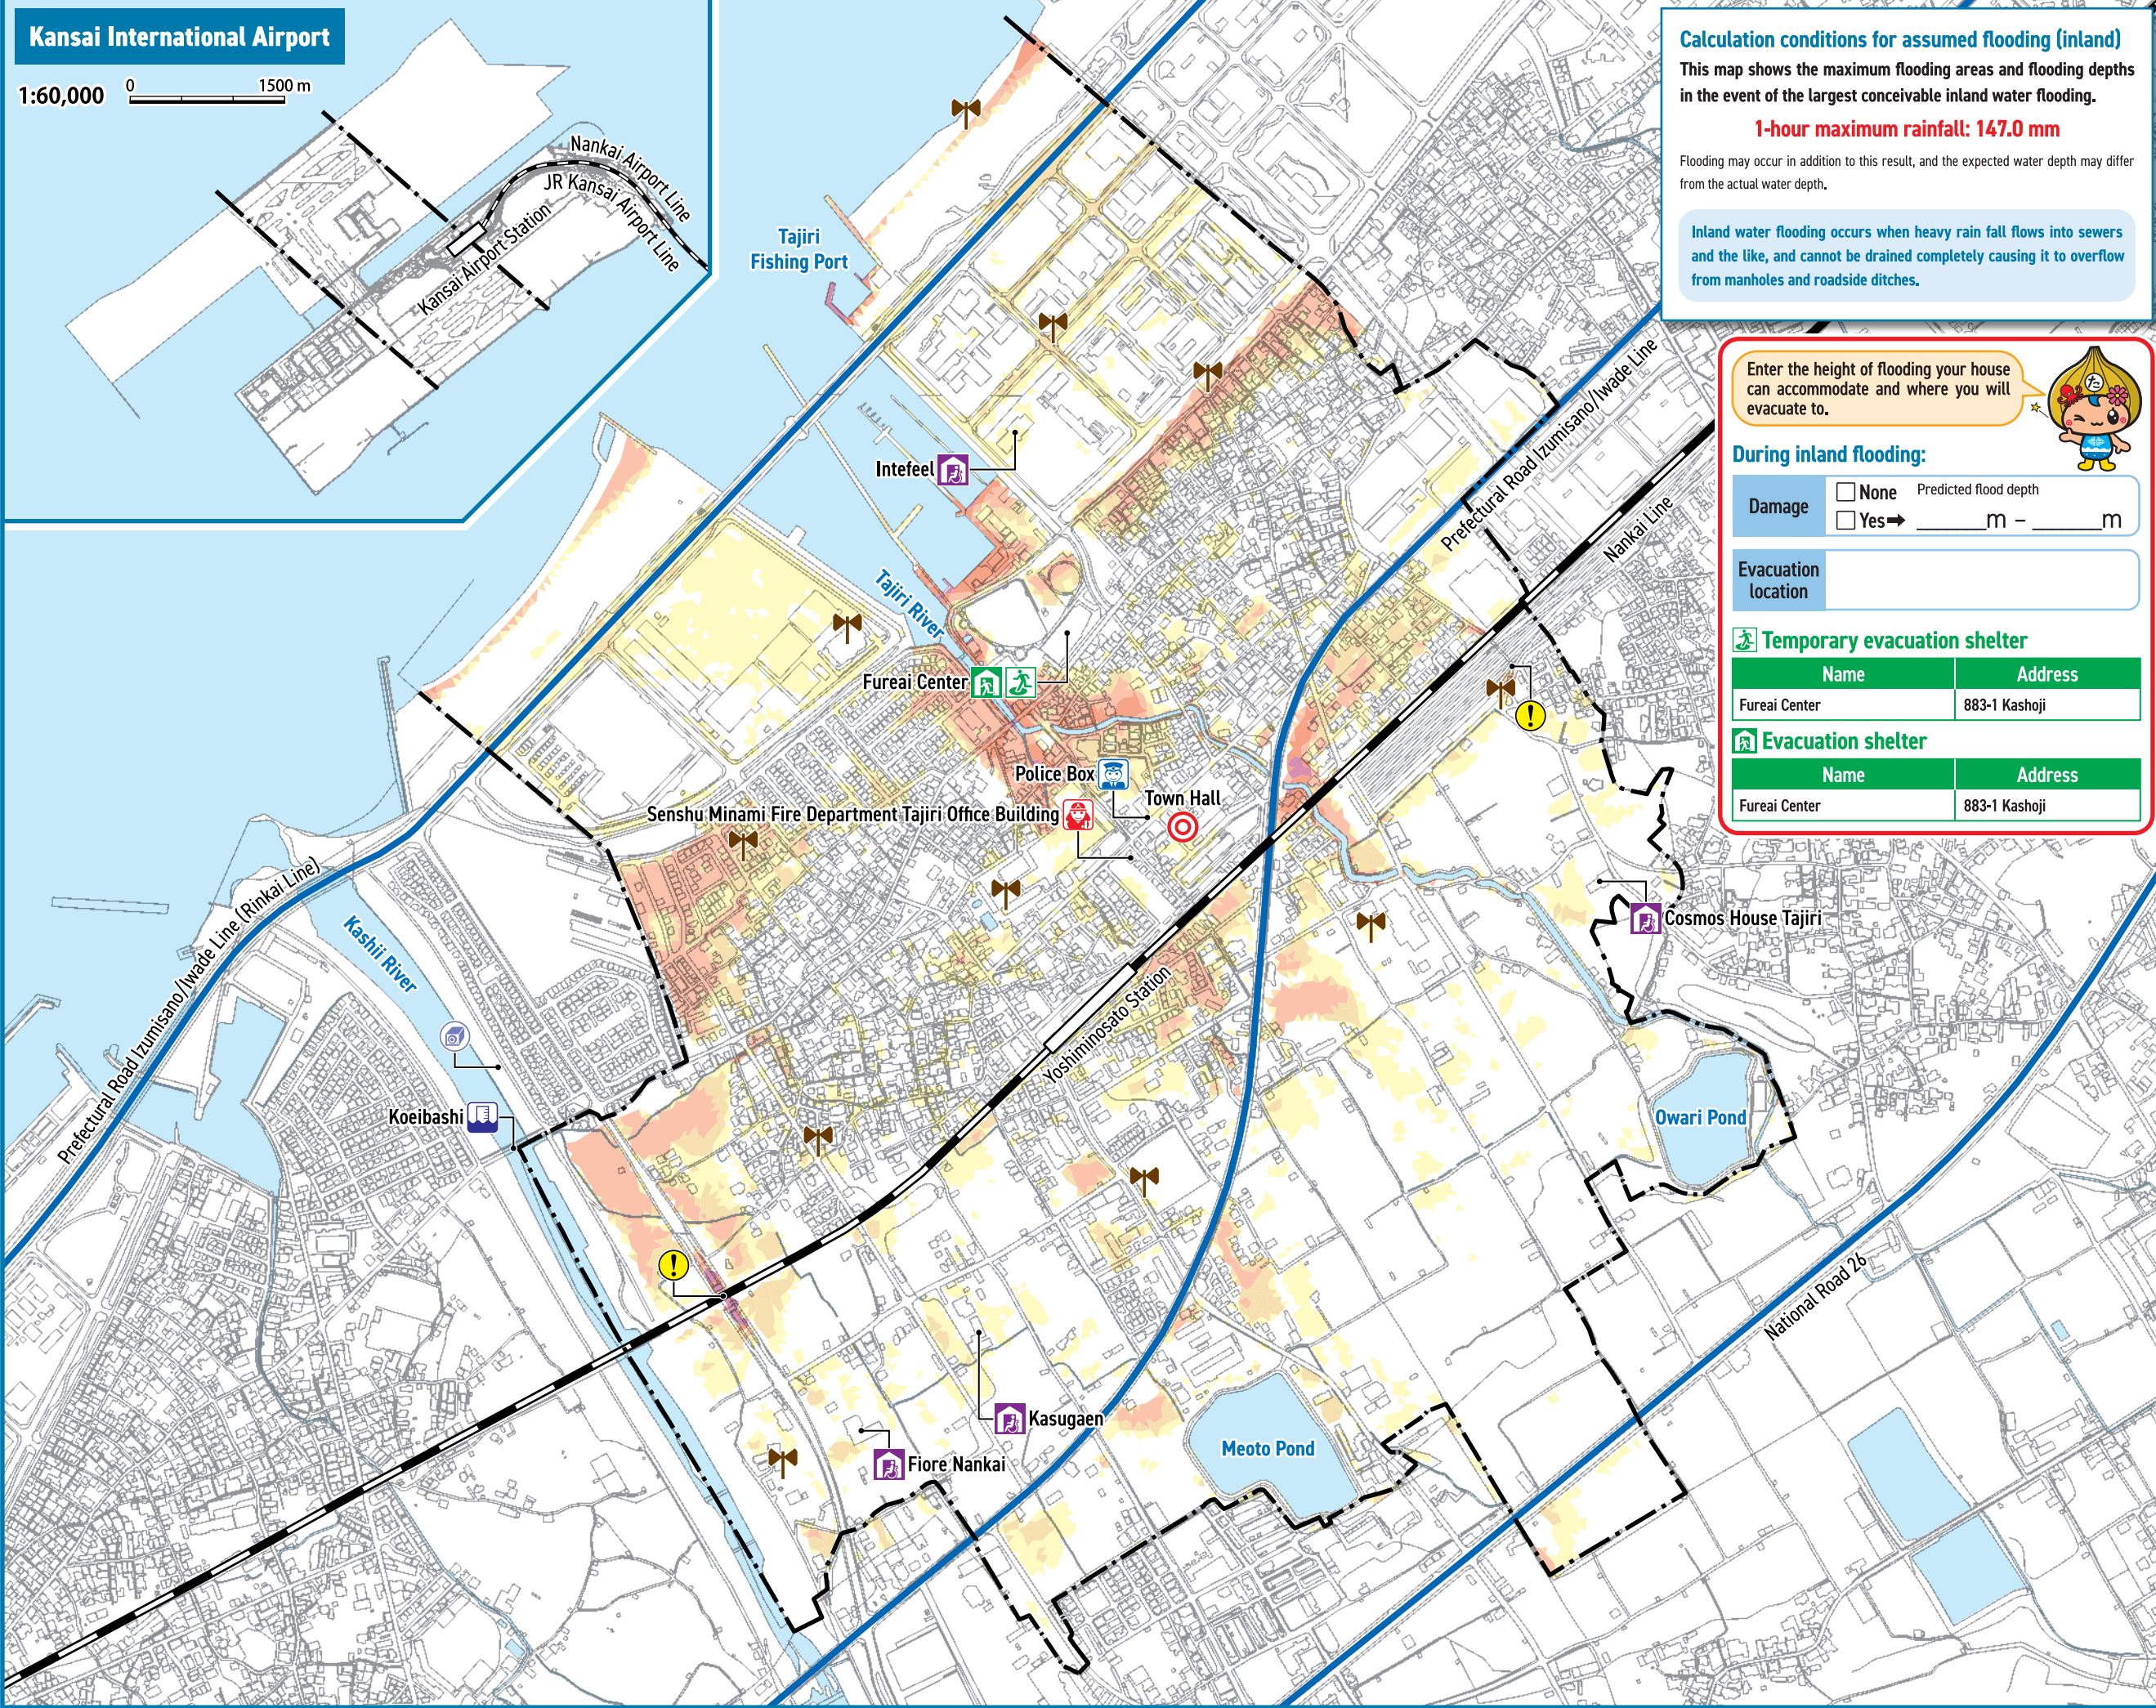 Kansai International Airport
1:60,000
0
1500 m
Nankai Airport Line
JR Kansai Airport Line
Kansai Airport Station
Calculation conditions for assumed flooding (inland)
This map shows the maximum flooding areas and flooding depths
in the event of the largest conceivable inland water flooding.
1-hour maximum rainfall: 147.0 mm
Flooding may occur in addition to this result, and the expected water depth may differ
from the actual water depth.
Inland water flooding occurs when heavy rain fall flows into sewers
and the like, and cannot be drained completely causing it to overflow
from manholes and roadside ditches.
Enter the height of flooding your house
can accommodate and where you will
evacuate to.
た
During inland flooding:
Damage
None
Predicted flood depth
Yes➡ ______m – ______m
Evacuation
location
Temporary evacuation shelter
Name
Address
Fureai Center
883-1 Kashoji
Evacuation shelter
Name
Address
Fureai Center
883-1 Kashoji
Tajiri
Fishing Port
Intefeel
Prefectural Road Izumisano/Iwade Line
Nankai Line
Tajiri River
Fureai Center
!
Police Box
Town Hall
Senshu Minami Fire Department Tajiri Office Building
Prefectural Road Izumisano/Iwade Line (Rinkai Line)
Kashii River
Cosmos House Tajiri
Yoshiminosato Station
Koeibashi
Owari Pond
!
National Road 26
Kasugaen
Fiore Nankai
Meoto Pond